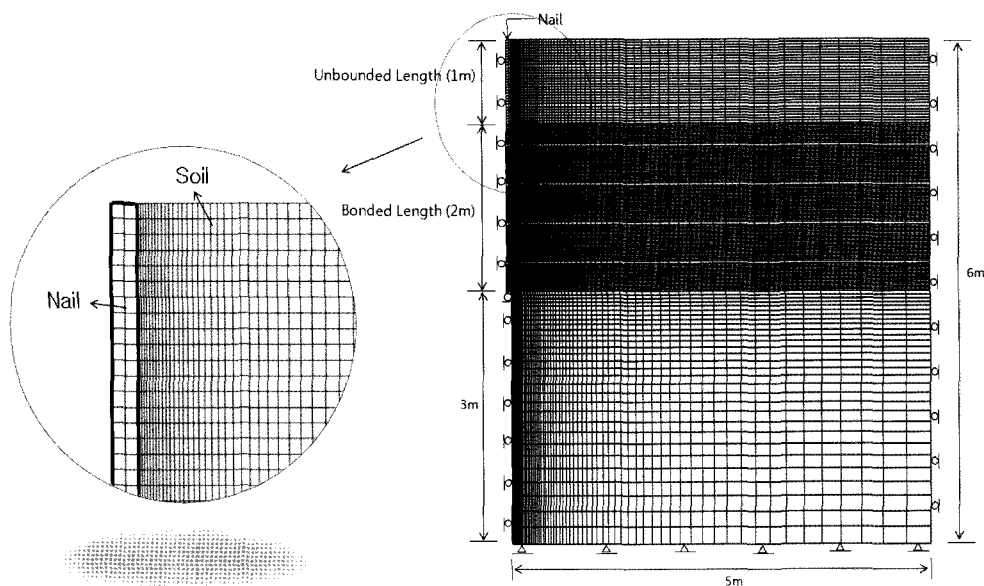 Nail
Unbounded Length (1m)
Soil
Bonded Length (2m)
6m
Nail
3m
5m